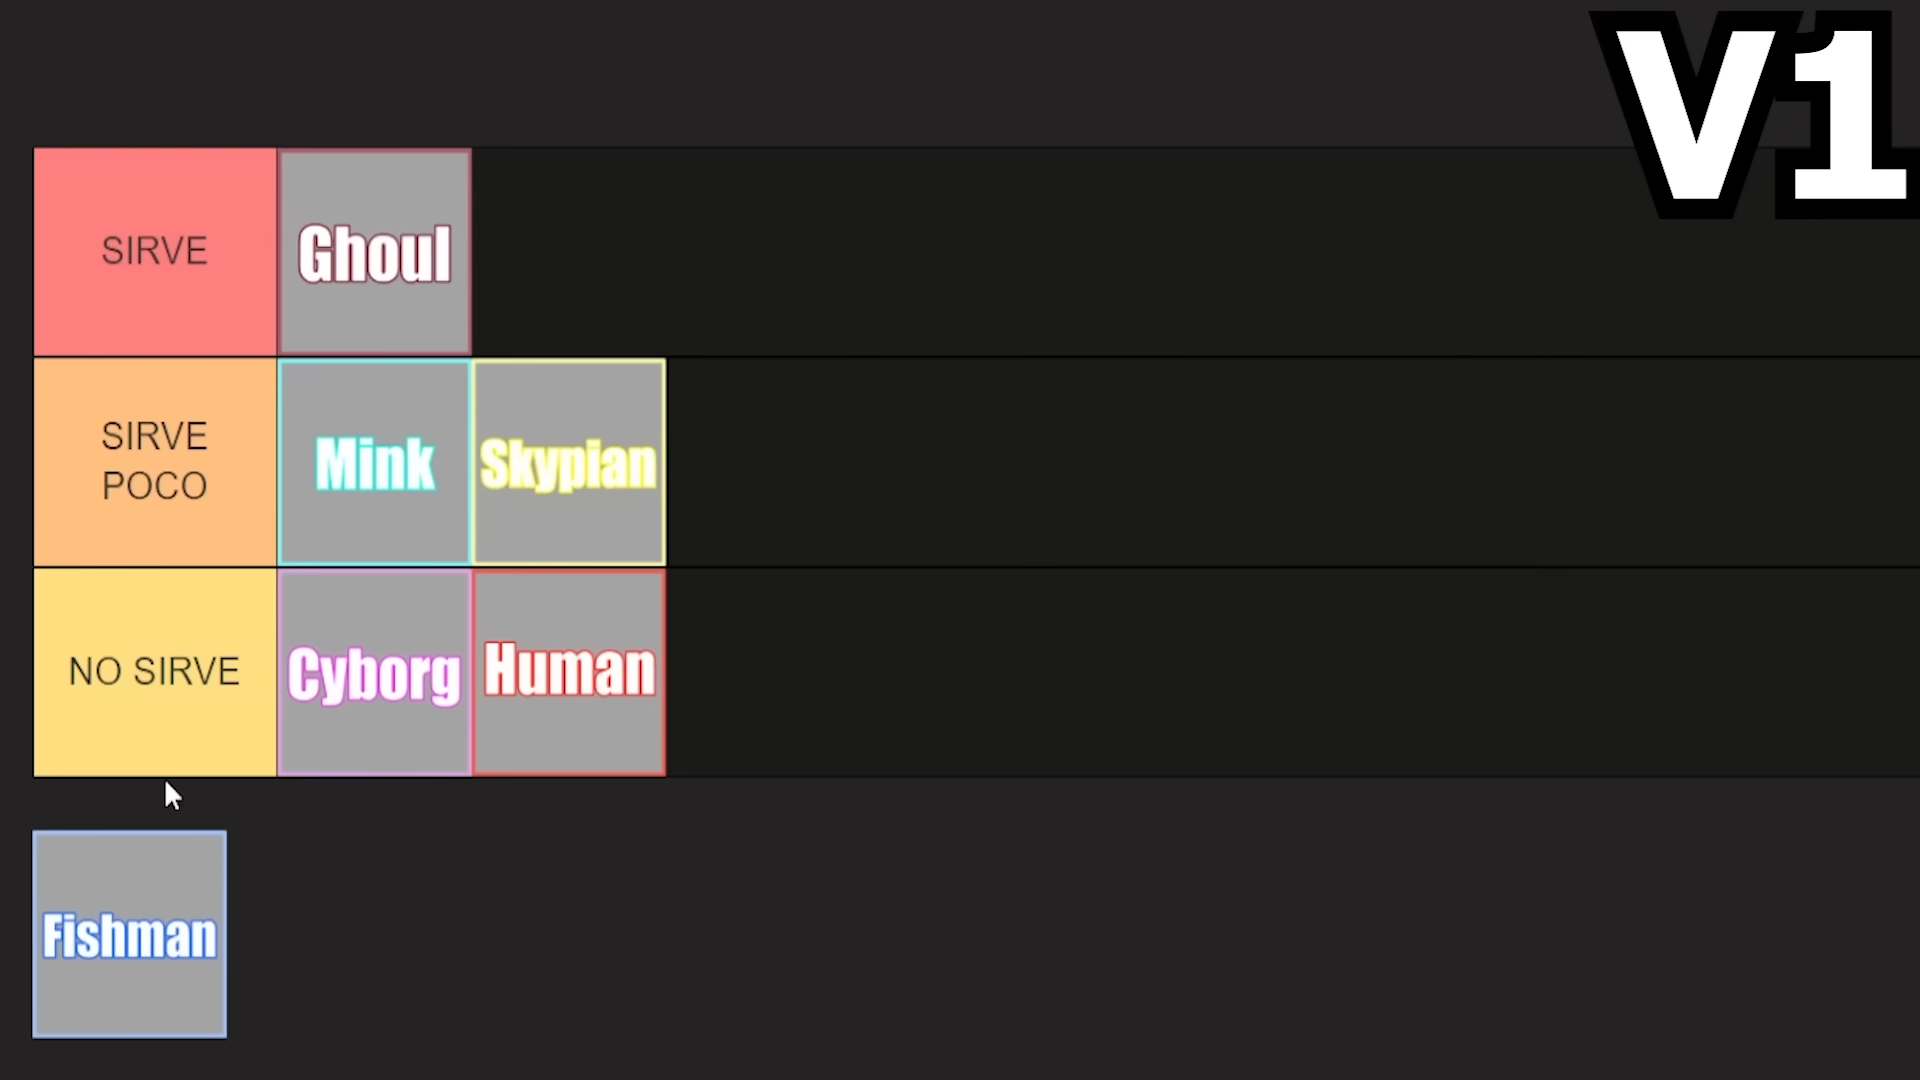 V1
SIRVE
Ghoul
SIRVE
POCO
Mink
Skypian
NO SIRVE
Cyborg
Human
Fishman